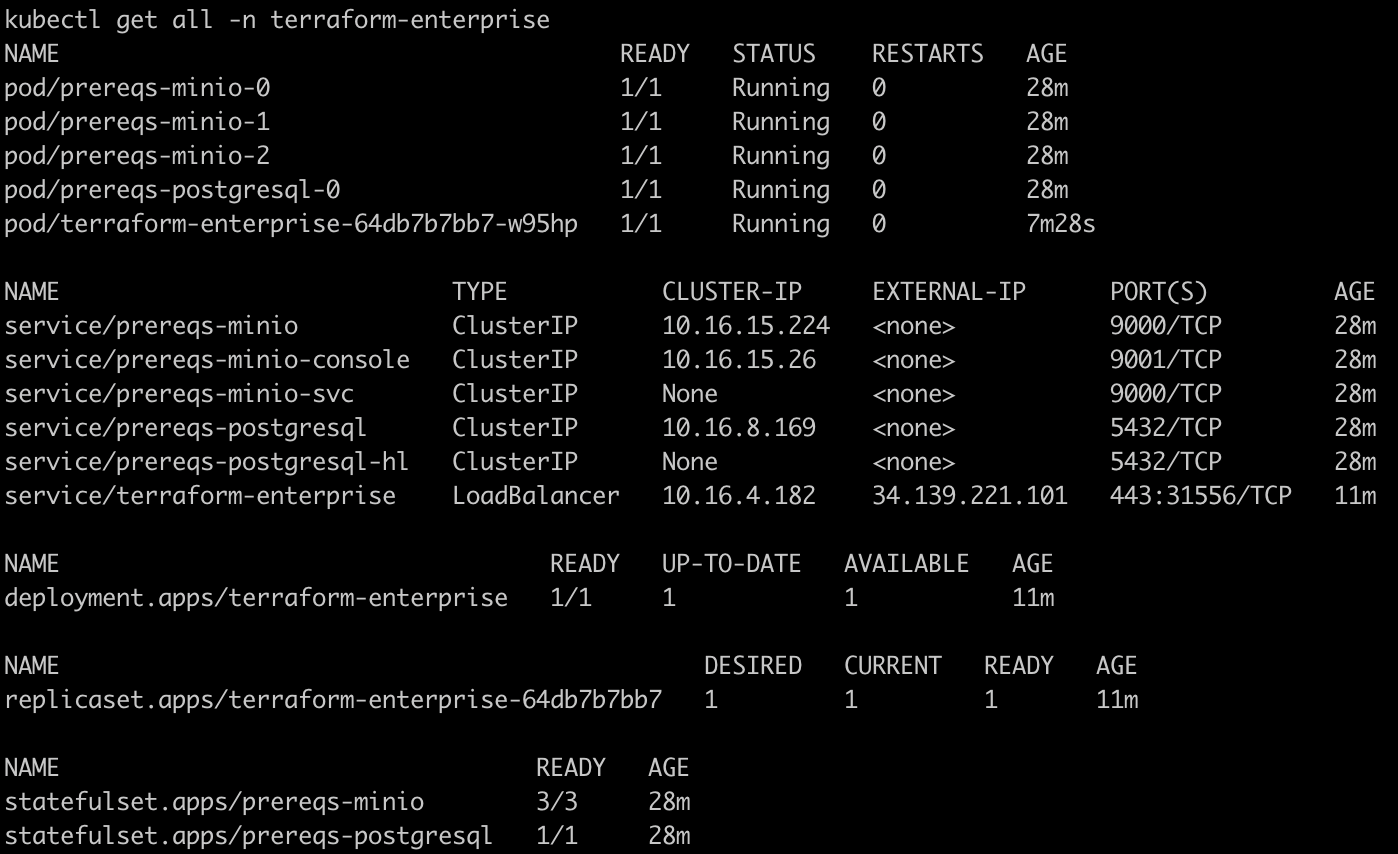 kubectl get all -n terraform-enterprise
NAME                                        READY   STATUS    RESTARTS   AGE
pod/prereqs-minio-0                         1/1     Running   0          28m
pod/prereqs-minio-1                         1/1     Running   0          28m
pod/prereqs-minio-2                         1/1     Running   0          28m
pod/prereqs-postgresql-0                    1/1     Running   0          28m
pod/terraform-enterprise-64db7b7bb7-w95hp   1/1     Running   0          7m28s

NAME                            TYPE           CLUSTER-IP     EXTERNAL-IP      PORT(S)         AGE
service/prereqs-minio           ClusterIP      10.16.15.224   <none>           9000/TCP        28m
service/prereqs-minio-console   ClusterIP      10.16.15.26    <none>           9001/TCP        28m
service/prereqs-minio-svc       ClusterIP      None           <none>           9000/TCP        28m
service/prereqs-postgresql      ClusterIP      10.16.8.169    <none>           5432/TCP        28m
service/prereqs-postgresql-hl   ClusterIP      None           <none>           5432/TCP        28m
service/terraform-enterprise    LoadBalancer   10.16.4.182    34.139.221.101   443:31556/TCP   11m

NAME                                   READY   UP-TO-DATE   AVAILABLE   AGE
deployment.apps/terraform-enterprise   1/1     1            1           11m

NAME                                              DESIRED   CURRENT   READY   AGE
replicaset.apps/terraform-enterprise-64db7b7bb7   1         1         1       11m

NAME                                  READY   AGE
statefulset.apps/prereqs-minio        3/3     28m
statefulset.apps/prereqs-postgresql   1/1     28m